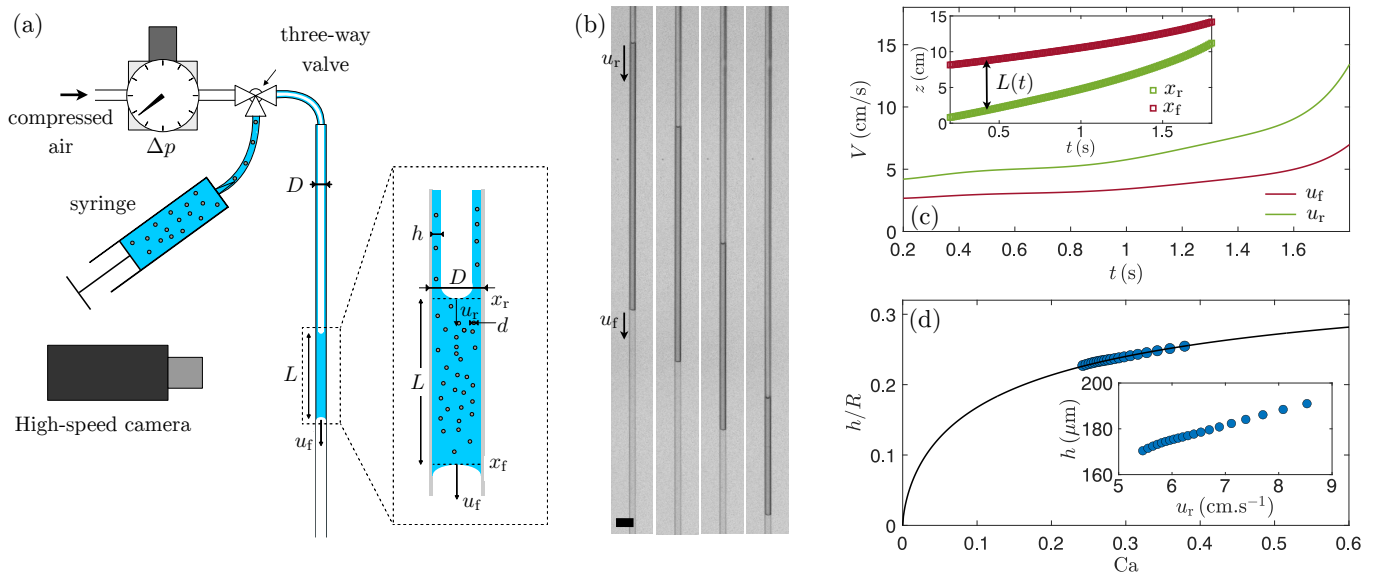 (a)
three-way
valve
compressed
air
Δp
syringe
D
L
High-speed camera
u_f
h
D
x_r
u_r
d
L
x_f
u_f
(b)
u_r
u_f
(c)
V (cm/s)
15
10
5
0
0.2 0.4 0.6 0.8 1 1.2 1.4 1.6
t (s)
u_f
u_r
z (cm)
15
10
5
0
0.5 1 1.5
t (s)
L(t)
x_r
x_f
(d)
h/R
0.3
0.2
0.1
0
0 0.1 0.2 0.3 0.4 0.5 0.6
Ca
h (μm)
200
180
160
5 6 7 8 9
u_r (cm.s⁻¹)